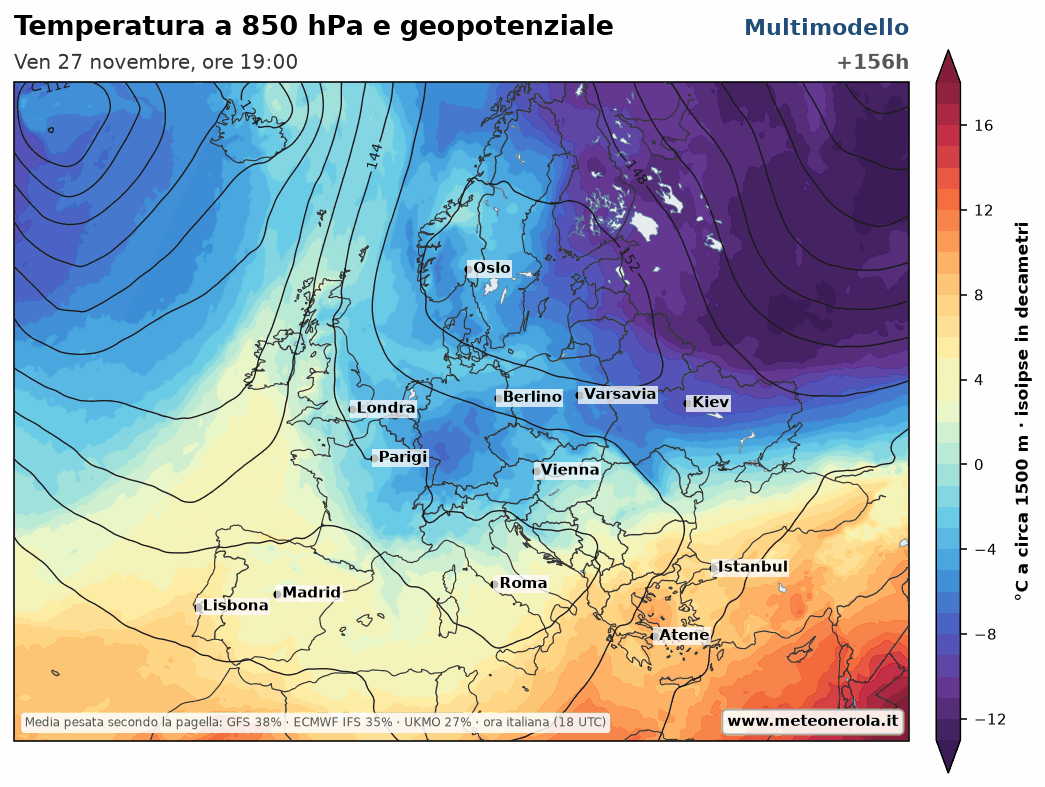 Temperatura a 850 hPa e geopotenziale
Multimodello
Ven 27 novembre, ore 19:00
+156h
144
148
152
Oslo
Londra
Berlino
Varsavia
Kiev
Parigi
Vienna
Istanbul
Roma
Madrid
Lisbona
Atene
Media pesata secondo la pagella: GFS 38% · ECMWF IFS 35% · UKMO 27% · ora italiana (18 UTC)
www.meteonerola.it
16
12
8
4
0
−4
−8
−12
°C a circa 1500 m · isoipse in decametri